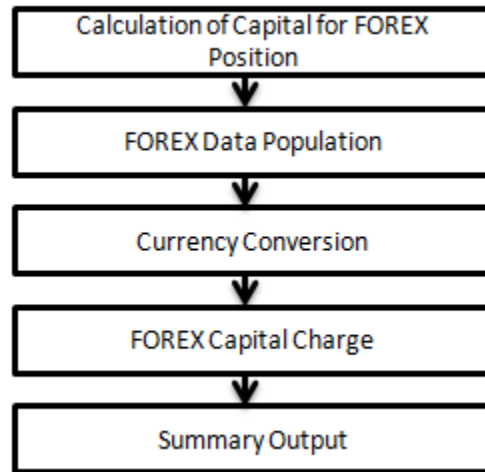 Calculation of Capital for FOREX
Position
FOREX Data Population
Currency Conversion
FOREX Capital Charge
Summary Output